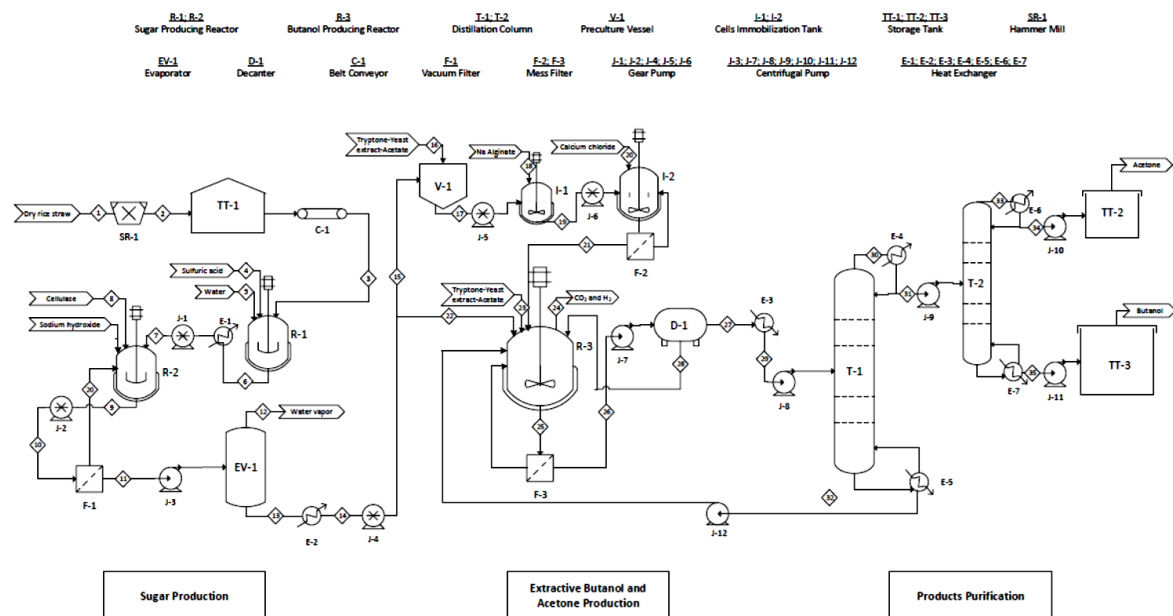 R-1; R-2
Sugar Producing Reactor
R-3
Butanol Producing Reactor
T-1; T-2
Distillation Column
V-1
Preculture Vessel
I-1; I-2
Cells Immobilization Tank
TT-1; TT-2; TT-3
Storage Tank
SR-1
Hammer Mill
EV-1
Evaporator
D-1
Decanter
C-1
Belt Conveyor
F-1
Vacuum Filter
F-2; F-3
Mess Filter
J-1; J-2; J-4; J-5; J-6
Gear Pump
J-3; J-7; J-8; J-9; J-10; J-11; J-12
Centrifugal Pump
E-1; E-2; E-3; E-4; E-5; E-6; E-7
Heat Exchanger
Dry rice straw
1
SR-1
2
TT-1
C-1
3
Sulfuric acid
4
Water
5
R-1
E-1
6
J-1
7
Cellulase
8
Sodium hydroxide
R-2
20
9
J-2
10
F-1
11
J-3
12
Water vapor
EV-1
13
E-2
14
J-4
15
Tryptone-Yeast
extract-Acetate
16
V-1
17
J-5
Na Alginate
18
I-1
19
J-6
Calcium chloride
20
I-2
F-2
21
22
Tryptone-Yeast
extract-Acetate
23
24
CO₂ and H₂
R-3
25
F-3
26
J-7
D-1
27
28
E-3
29
J-8
T-1
30
E-4
31
J-9
E-5
32
J-12
T-2
33
E-6
34
J-10
TT-2
Acetone
E-7
35
J-11
TT-3
Butanol
Sugar Production
Extractive Butanol and
Acetone Production
Products Purification